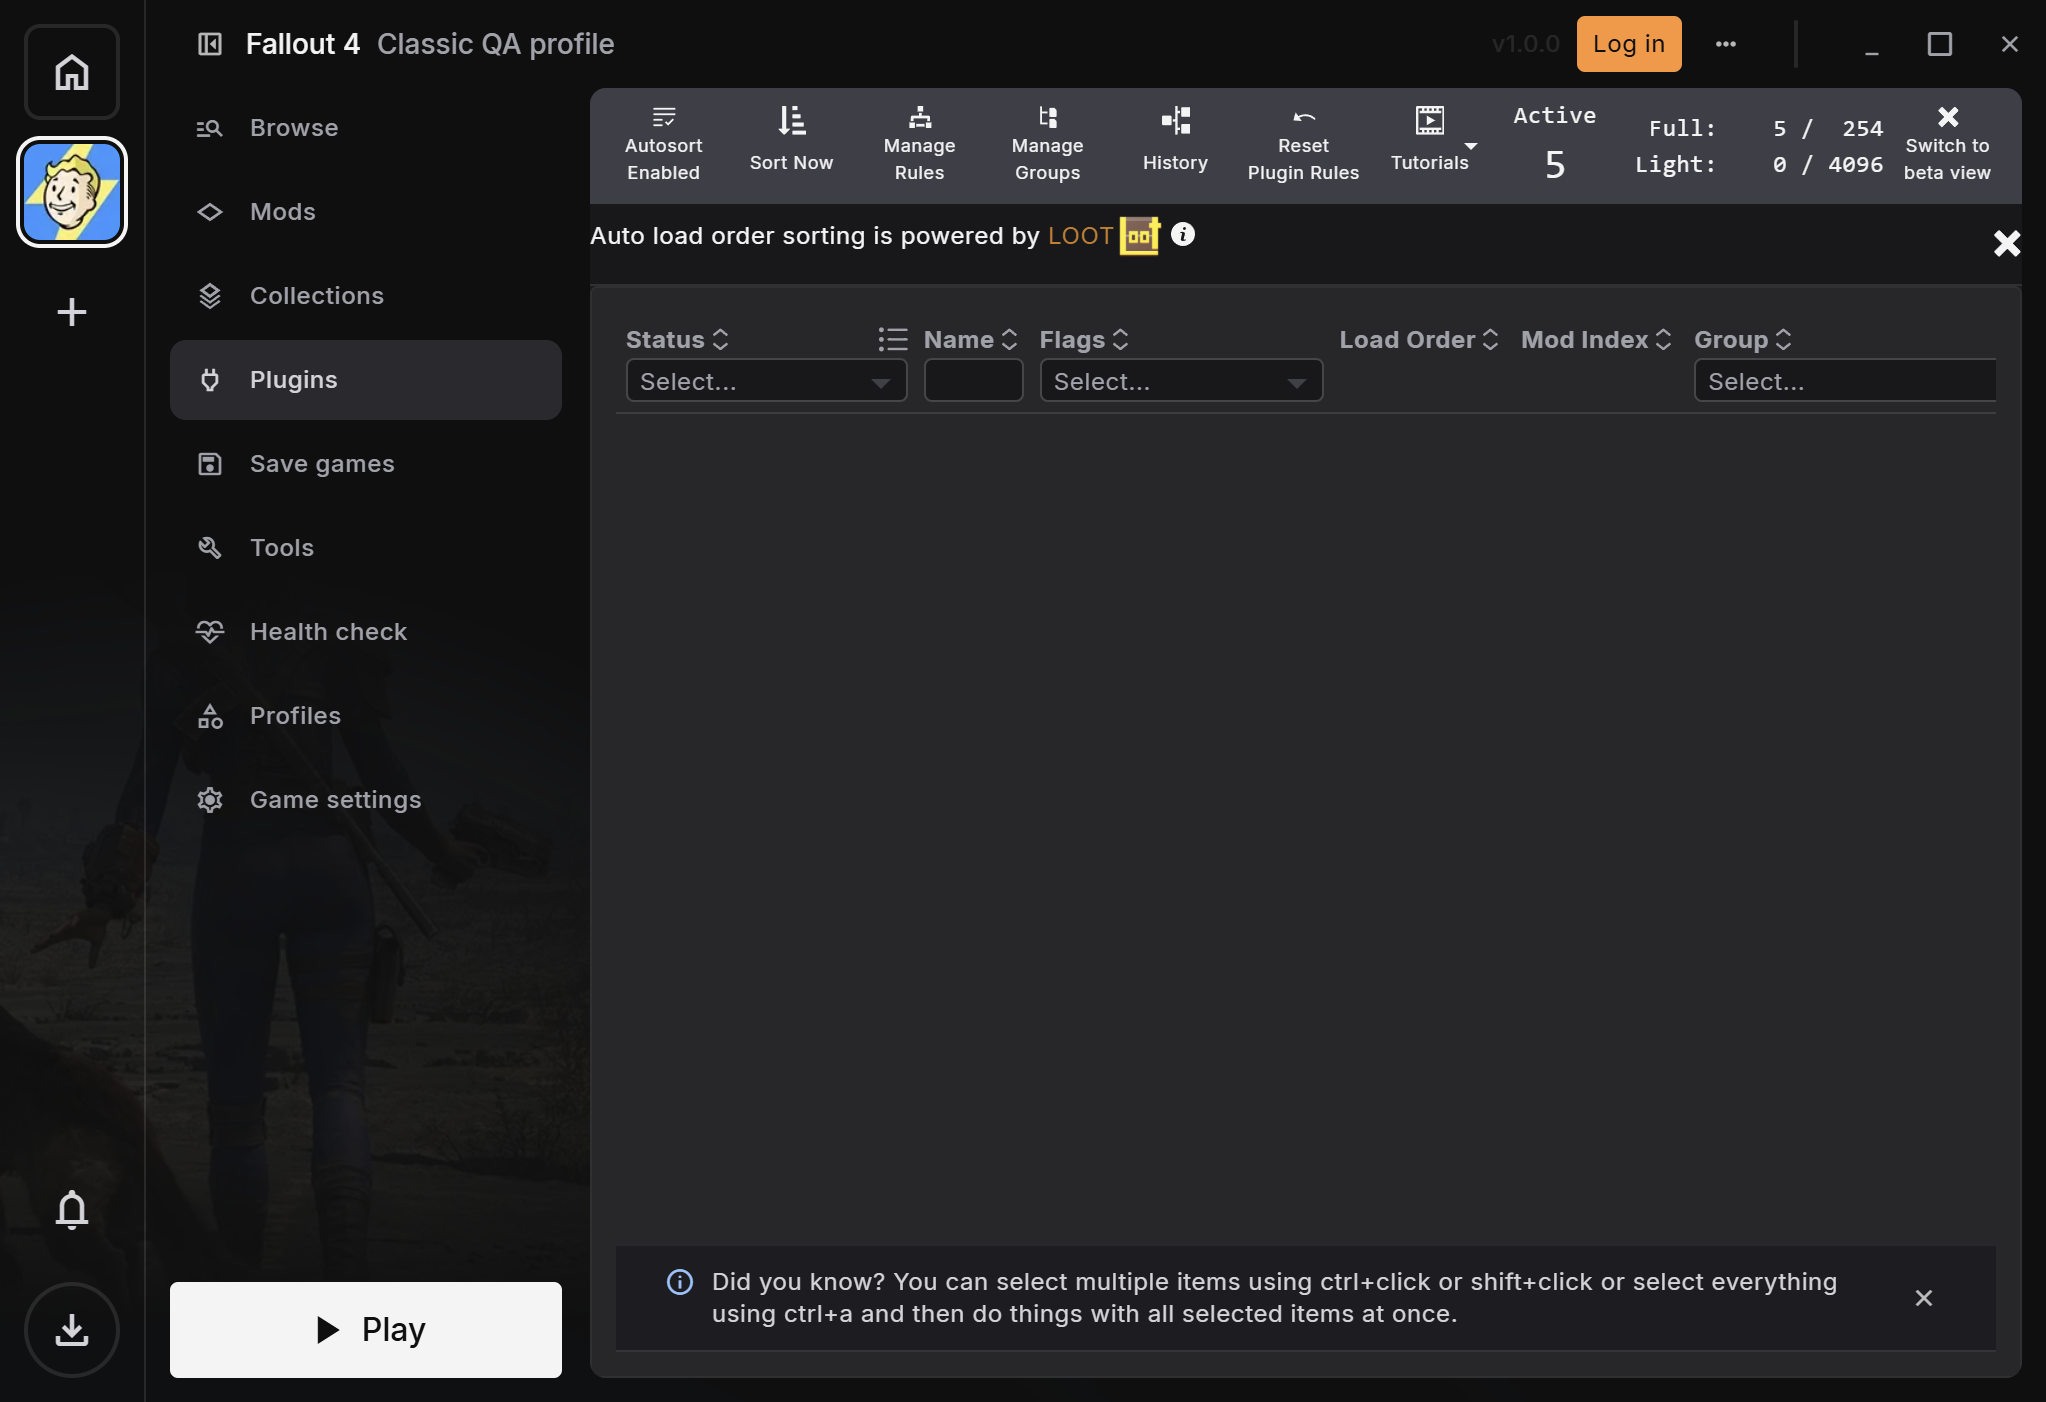 Fallout 4 Classic QA profile
v1.0.0
Log in
Browse
Mods
Collections
Plugins
Save games
Tools
Health check
Profiles
Game settings
Play
Autosort
Enabled
Sort Now
Manage
Rules
Manage
Groups
History
Reset
Plugin Rules
Tutorials
Active
5
Full: 5 / 254
Light: 0 / 4096
Switch to
beta view
Auto load order sorting is powered by LOOT
Status Name Flags Load Order Mod Index Group
Select... Select... Select...
Did you know? You can select multiple items using ctrl+click or shift+click or select everything
using ctrl+a and then do things with all selected items at once.